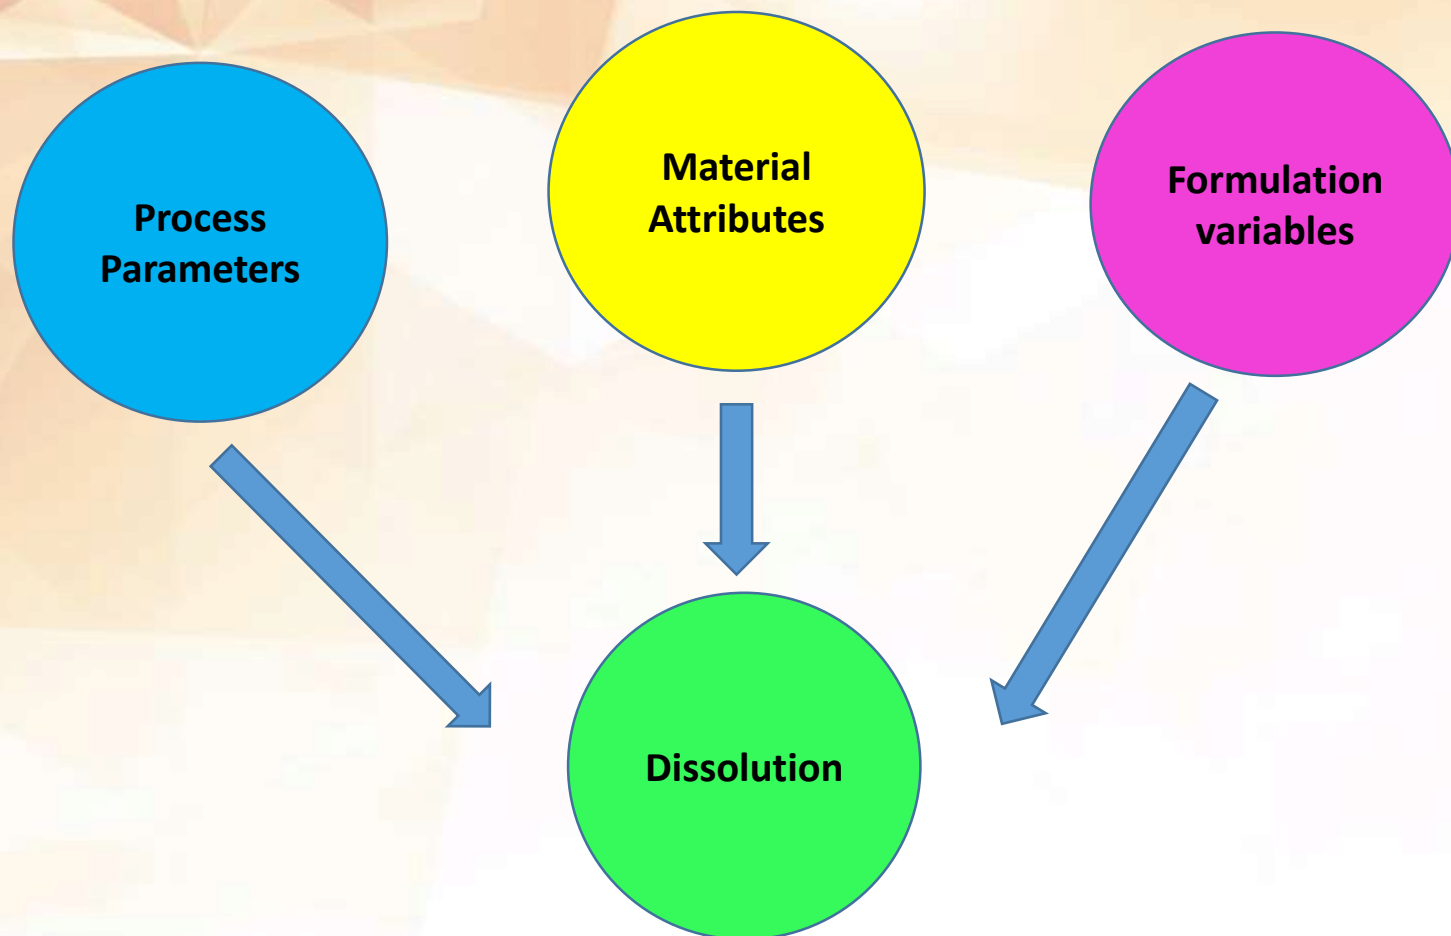 Process
Parameters
Material
Attributes
Formulation
variables
Dissolution